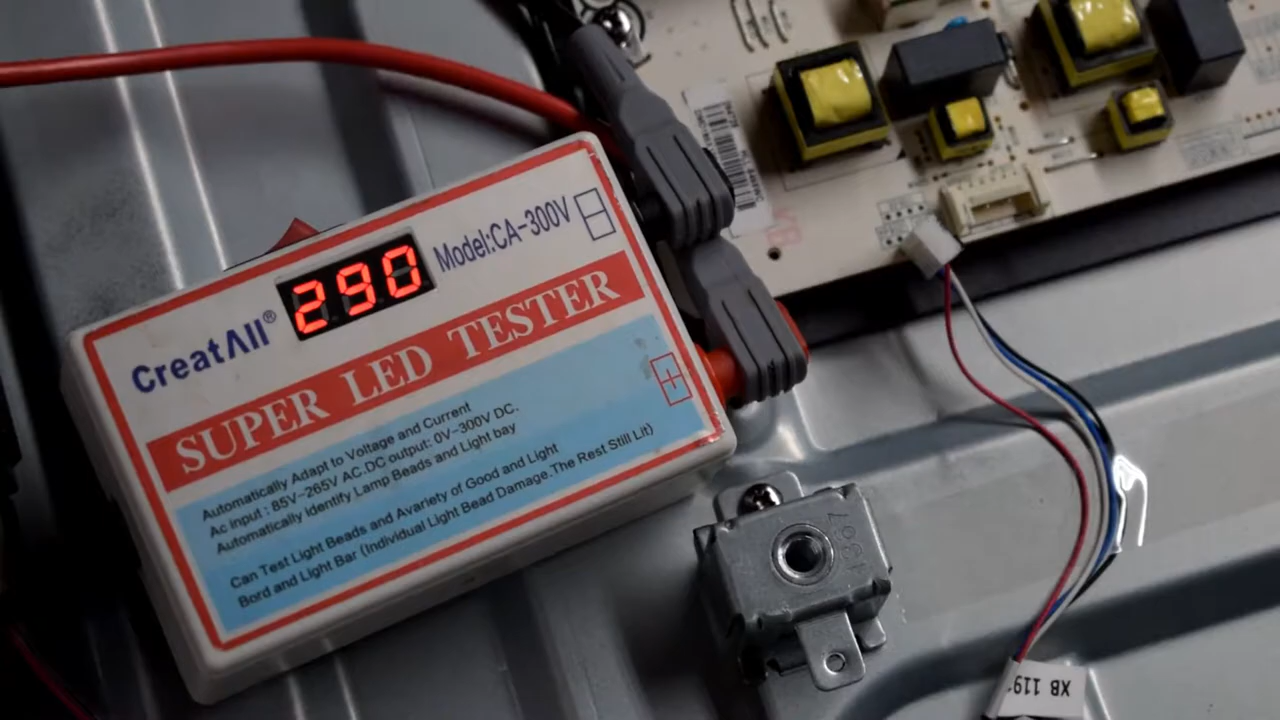 290
Model:CA-300V
CreatAll®
SUPER LED TESTER
Automatically Adapt to Voltage and Current
Ac input : 85V-265V AC.DC output: 0V-300V DC.
Automatically identify Lamp Beads and Light bay
Can Test Light Beads and Avariety of Good and Light
Bord and Light Bar (Individual Light Bead Damage.The Rest Still Lit)
XB 119